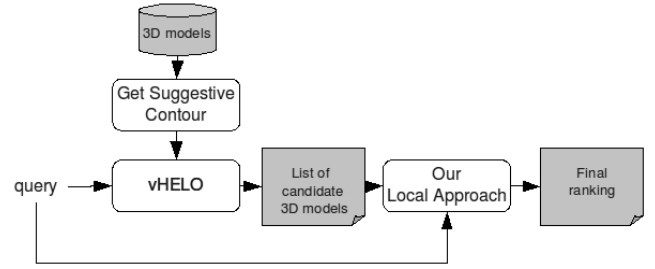 3D models
Get Suggestive
Contour
query
vHELO
List of
candidate
3D models
Our
Local Approach
Final
ranking